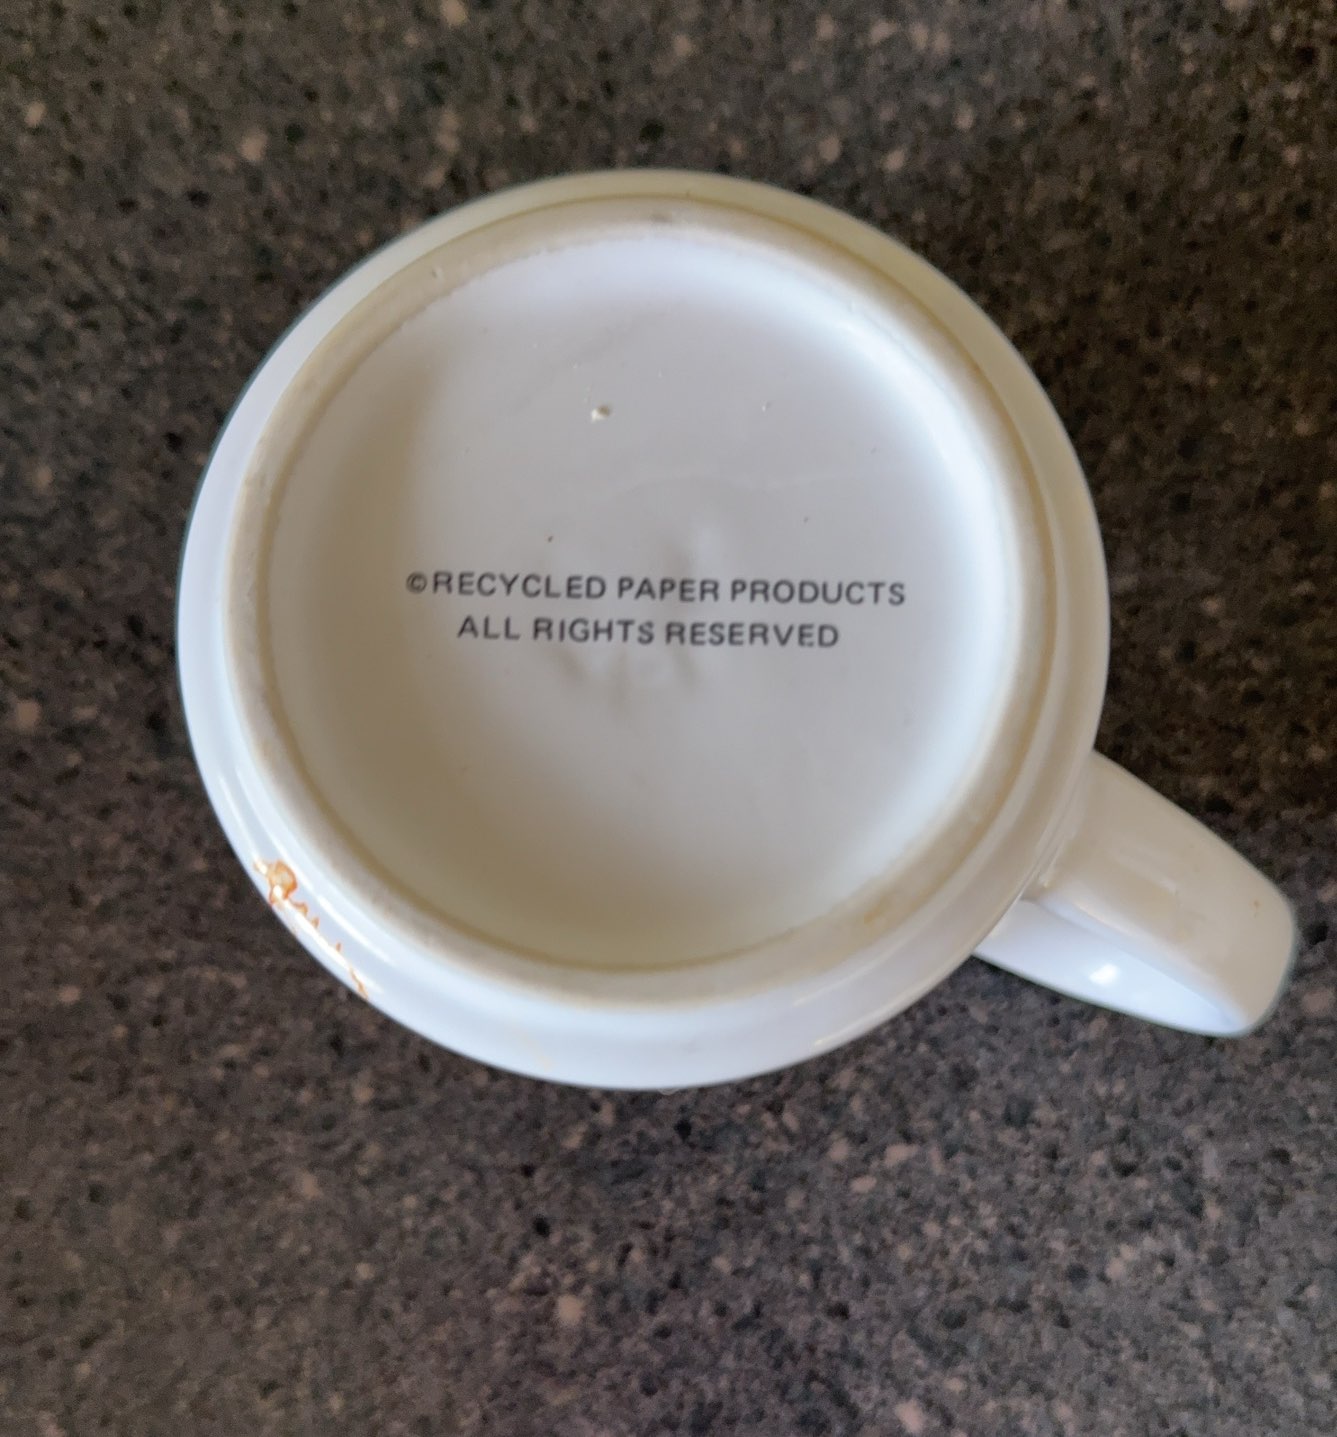 ©RECYCLED PAPER PRODUCTS
ALL RIGHTS RESERVED